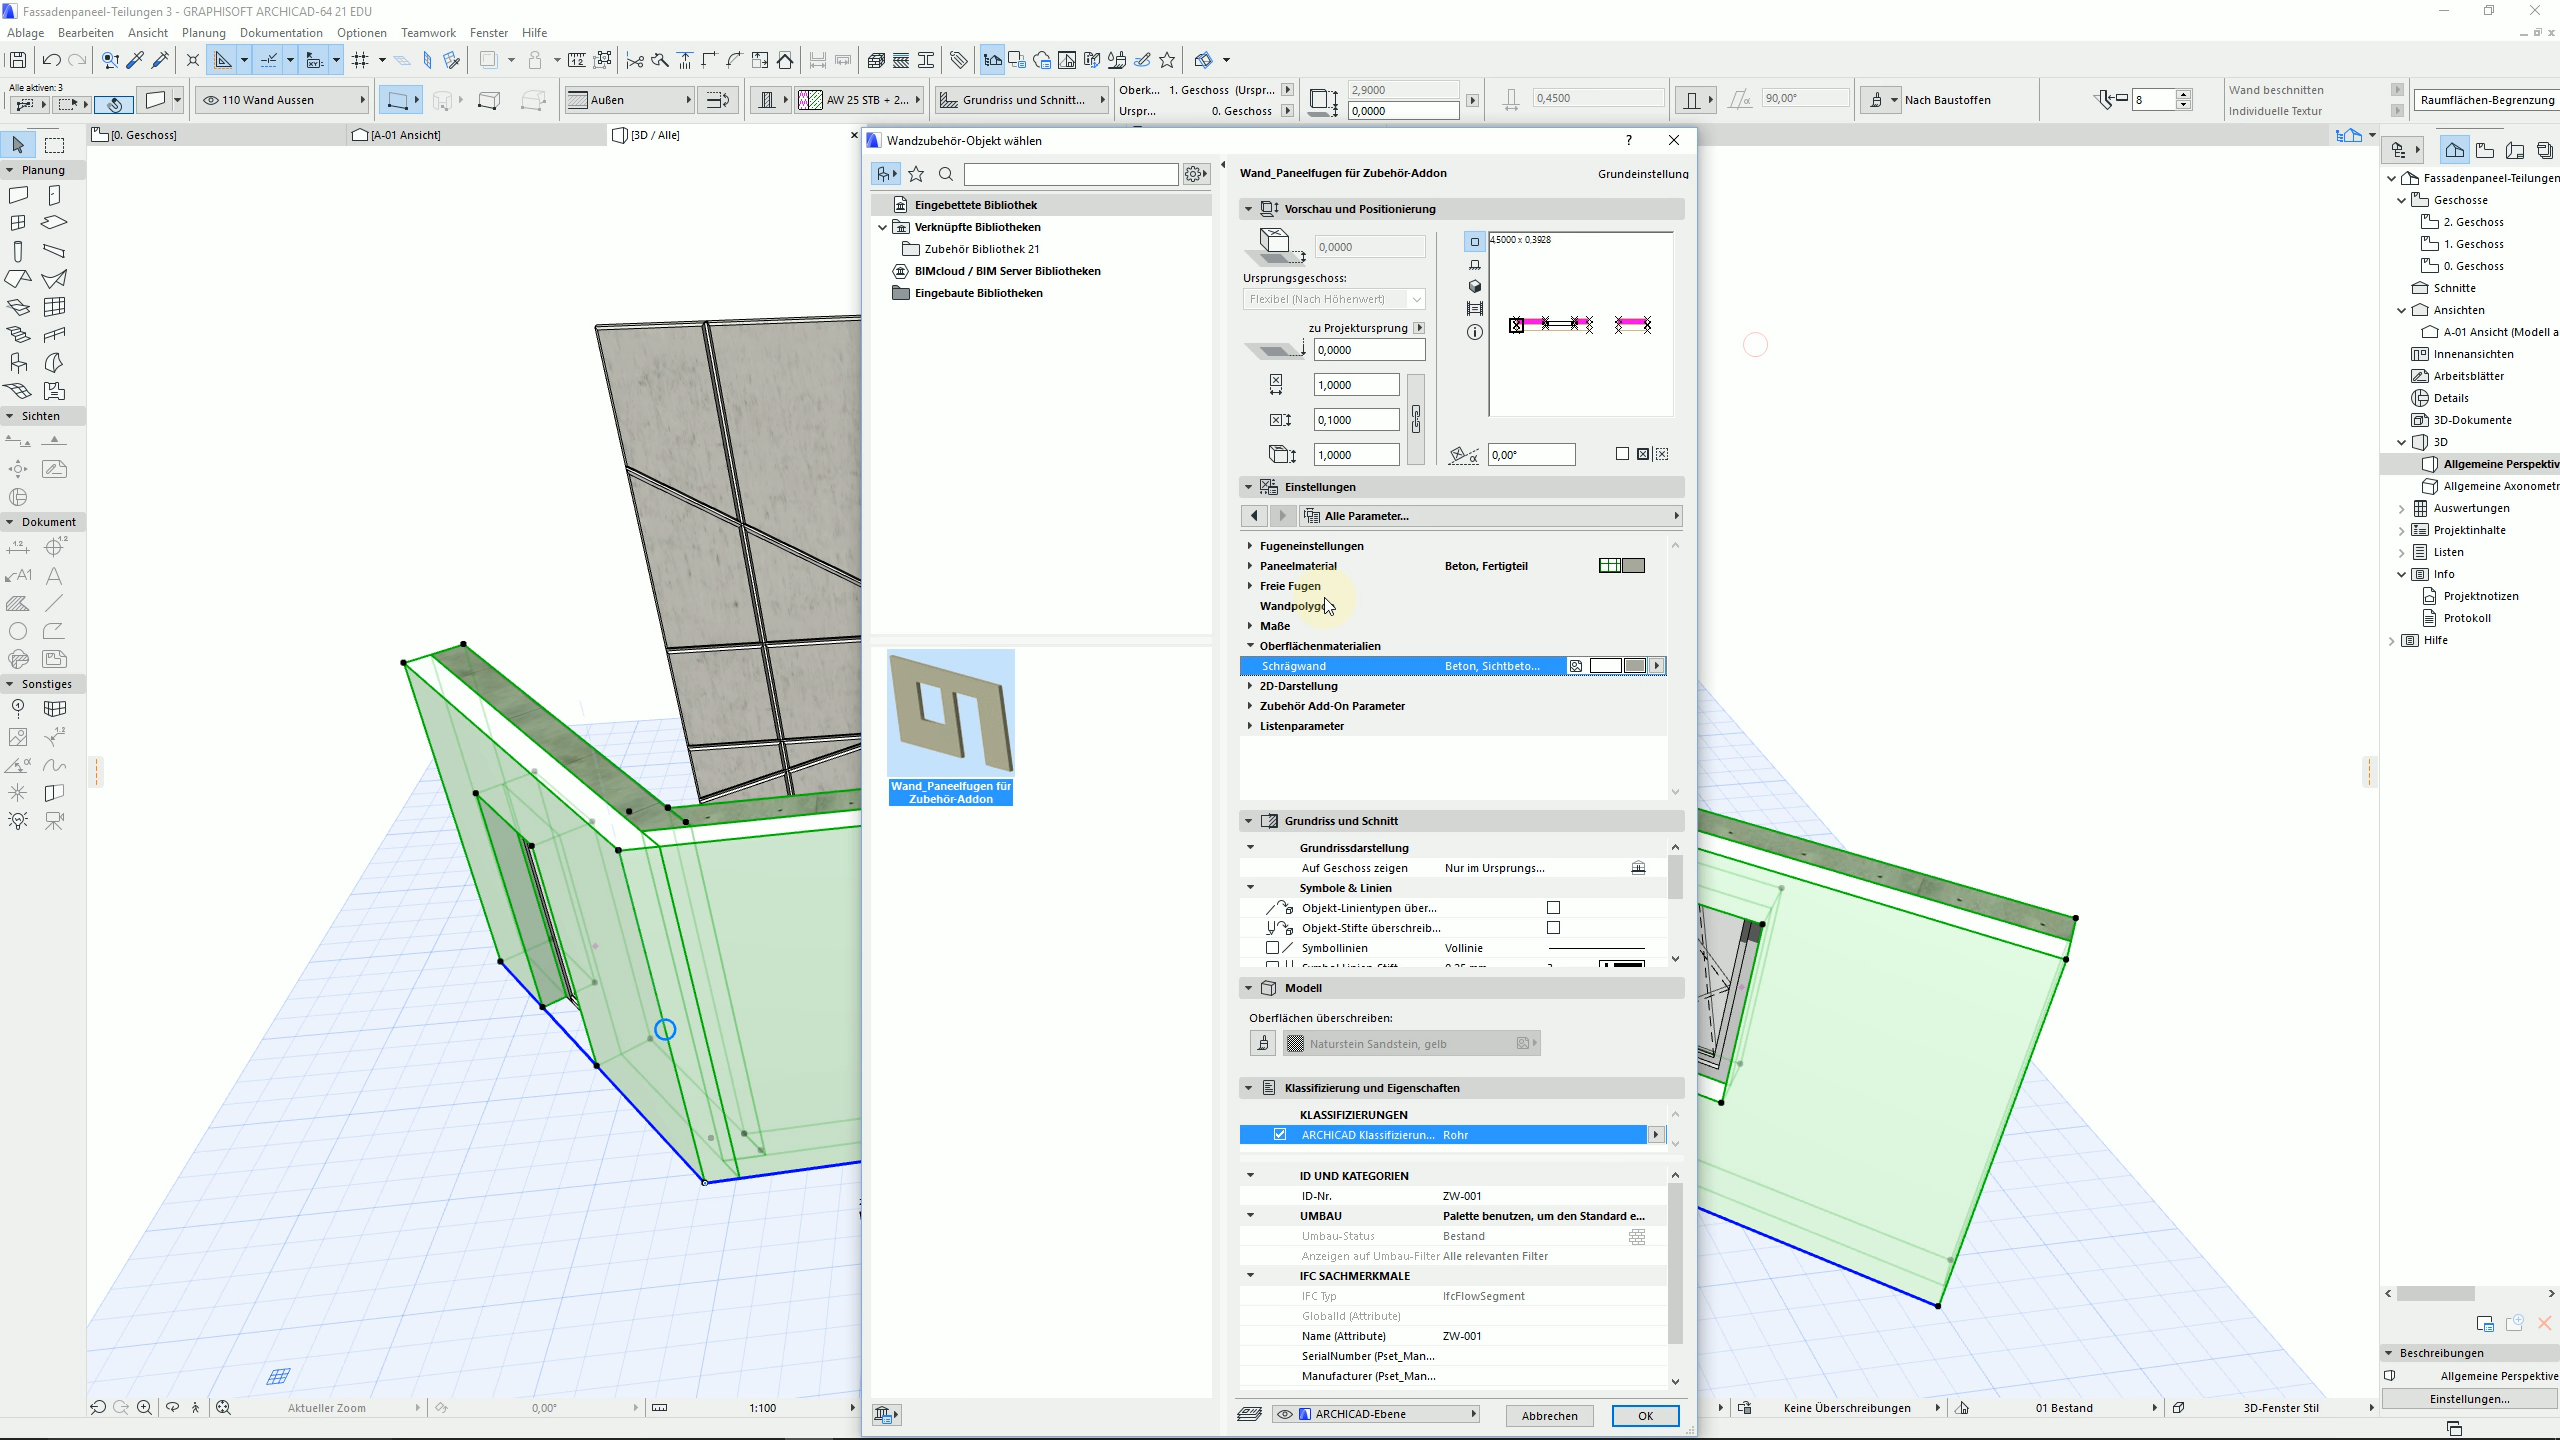 Fassadenpaneel-Teilungen 3 - GRAPHISOFT ARCHICAD-64 21 EDU
Ablage Bearbeiten Ansicht Planung Dokumentation Optionen Teamwork Fenster Hilfe
Alle aktiven: 3
110 Wand Aussen
Außen
AW 25 STB + 2...
Grundriss und Schnitt...
Oberk... 1. Geschoss (Urspr...
Urspr... 0. Geschoss
2,9000
0,0000
0,4500
90,00°
Nach Baustoffen
8
Wand beschriften
Individuelle Textur
Raumflächen-Begrenzung
[0. Geschoss]
[A-01 Ansicht]
[3D / Alle]
Planung
Sichten
Dokument
Sonstiges
Wandzubehör-Objekt wählen
?
Eingebettete Bibliothek
Verknüpfte Bibliotheken
Zubehör Bibliothek 21
BIMcloud / BIM Server Bibliotheken
Eingebaute Bibliotheken
Wand_Paneelfugen für
Zubehör-Addon
Wand_Paneelfugen für Zubehör-Addon
Grundeinstellung
Vorschau und Positionierung
0,0000
Ursprungsgeschoss:
Flexibel (Nach Höhenwert)
zu Projektursprung
0,0000
1,0000
0,1000
1,0000
4,5000 x 0,3928
0,00°
Einstellungen
Alle Parameter...
Fugeneinstellungen
Paneelmaterial Beton, Fertigteil
Freie Fugen
Maße
Oberflächenmaterialien
Schrägwand Beton, Sichtbeto...
2D-Darstellung
Zubehör Add-On Parameter
Listenparameter
Grundriss und Schnitt
Grundrissdarstellung
Auf Geschoss zeigen Nur im Ursprungs...
Symbole & Linien
Objekt-Linientypen über...
Objekt-Stifte überschreib...
Symbollinien Vollinie
Modell
Oberflächen überschreiben:
Naturstein Sandstein, gelb
Klassifizierung und Eigenschaften
KLASSIFIZIERUNGEN
ARCHICAD Klassifizierun... Rohr
ID UND KATEGORIEN
ID-Nr. ZW-001
UMBAU Palette benutzen, um den Standard e...
Umbau-Status Bestand
Anzeigen auf Umbau-Filter Alle relevanten Filter
IFC SACHMERKMALE
IFC Typ IfcFlowSegment
GlobalId (Attribute)
Name (Attribute) ZW-001
SerialNumber (Pset_Man...
Manufacturer (Pset_Man...
ARCHICAD-Ebene
Abbrechen
OK
Fassadenpaneel-Teilungen
Geschosse
2. Geschoss
1. Geschoss
0. Geschoss
Schnitte
Ansichten
A-01 Ansicht (Modell a
Innenansichten
Arbeitsblätter
Details
3D-Dokumente
3D
Allgemeine Perspektiv
Allgemeine Axonometr
Auswertungen
Projektinhalte
Listen
Info
Projektnotizen
Protokoll
Hilfe
Beschreibungen
Allgemeine Perspektive
Einstellungen...
Aktueller Zoom
0,00°
1:100
Keine Überschreibungen
01 Bestand
3D-Fenster Stil